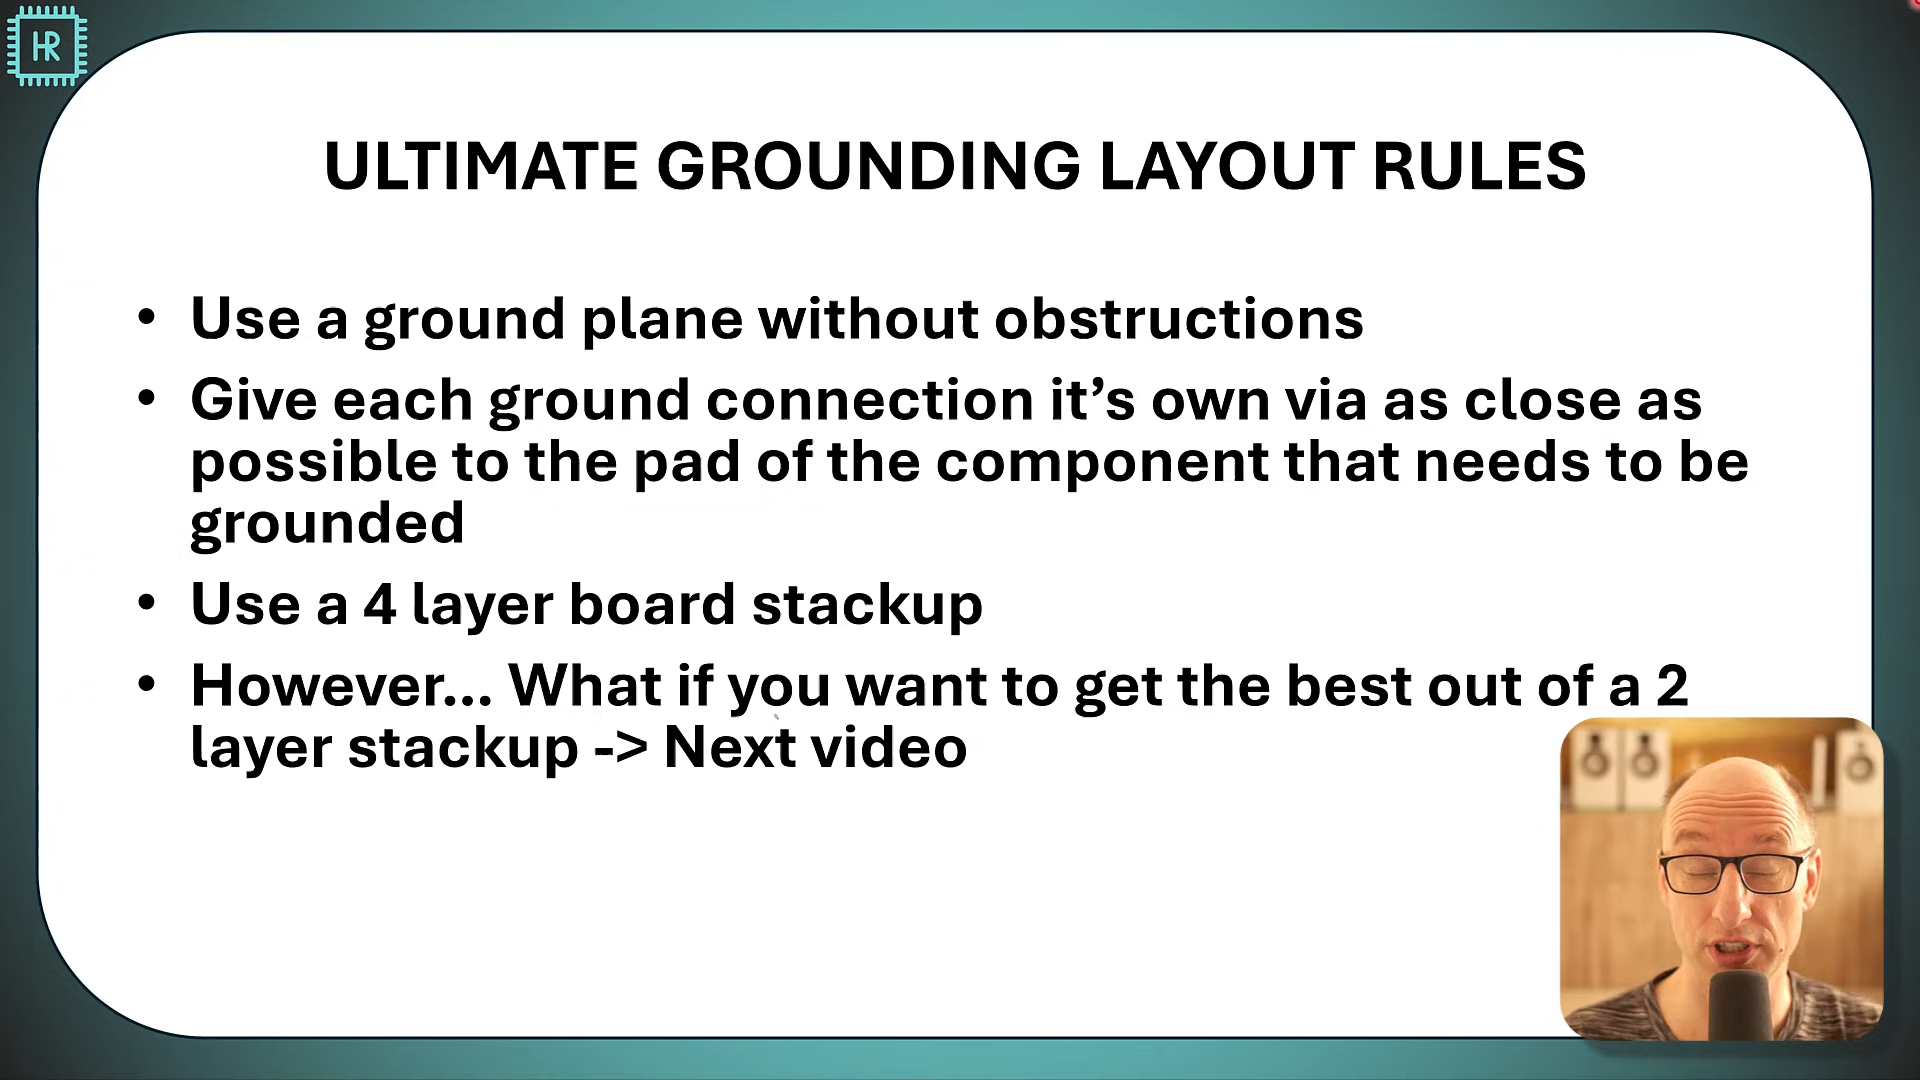 HR
ULTIMATE GROUNDING LAYOUT RULES
• Use a ground plane without obstructions
• Give each ground connection it’s own via as close as
possible to the pad of the component that needs to be
grounded
• Use a 4 layer board stackup
• However... What if you want to get the best out of a 2
layer stackup -> Next video